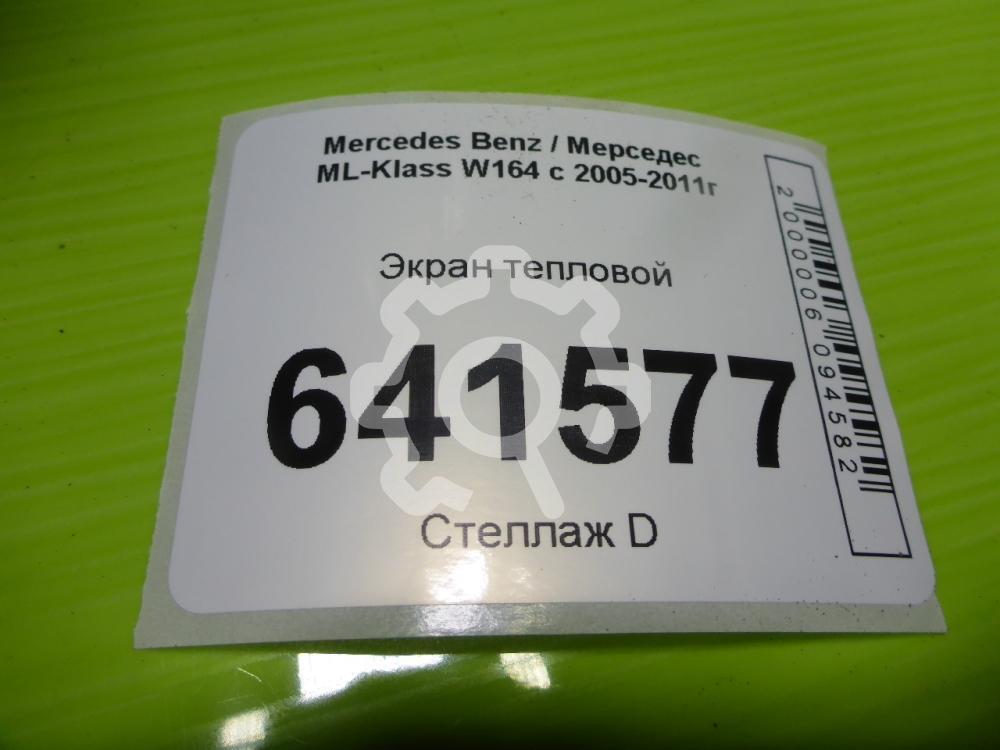 Mercedes Benz / Мерседес
ML-Klass W164 с 2005-2011г
Экран тепловой
641577
Стеллаж D
2000006094582